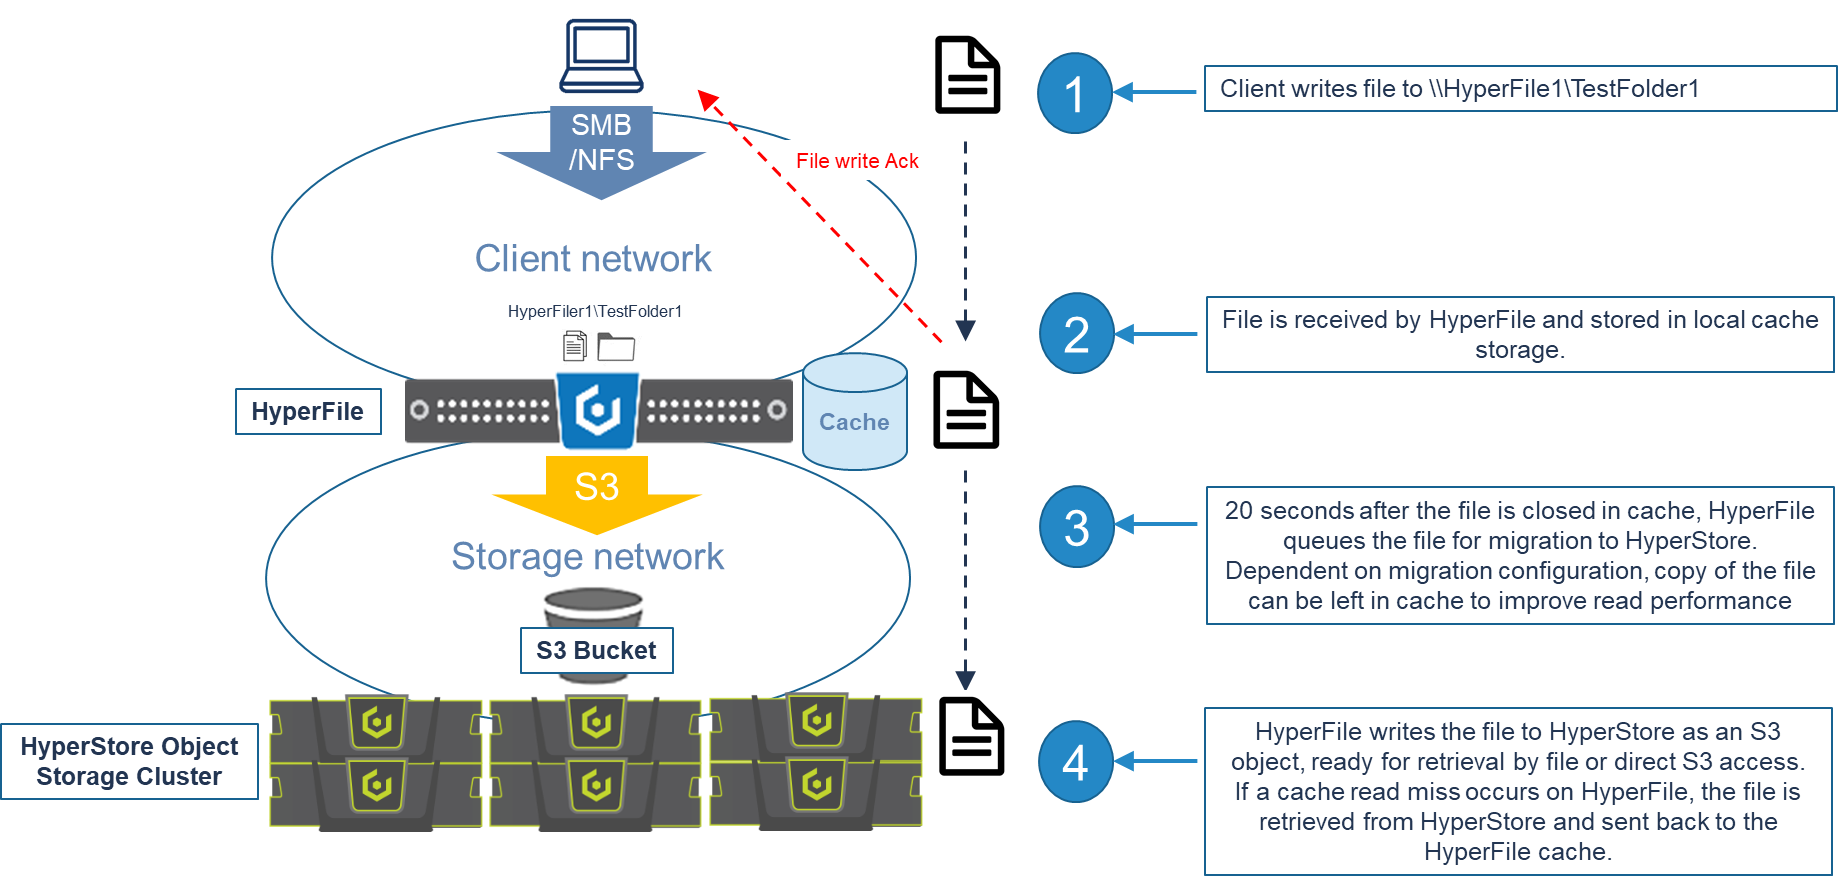 SMB
/NFS
File write Ack
Client network
HyperFiler1\TestFolder1
HyperFile
Cache
S3
Storage network
S3 Bucket
HyperStore Object
Storage Cluster
1
Client writes file to \\HyperFile1\TestFolder1
2
File is received by HyperFile and stored in local cache
storage.
3
20 seconds after the file is closed in cache, HyperFile
queues the file for migration to HyperStore.
Dependent on migration configuration, copy of the file
can be left in cache to improve read performance
4
HyperFile writes the file to HyperStore as an S3
object, ready for retrieval by file or direct S3 access.
If a cache read miss occurs on HyperFile, the file is
retrieved from HyperStore and sent back to the
HyperFile cache.